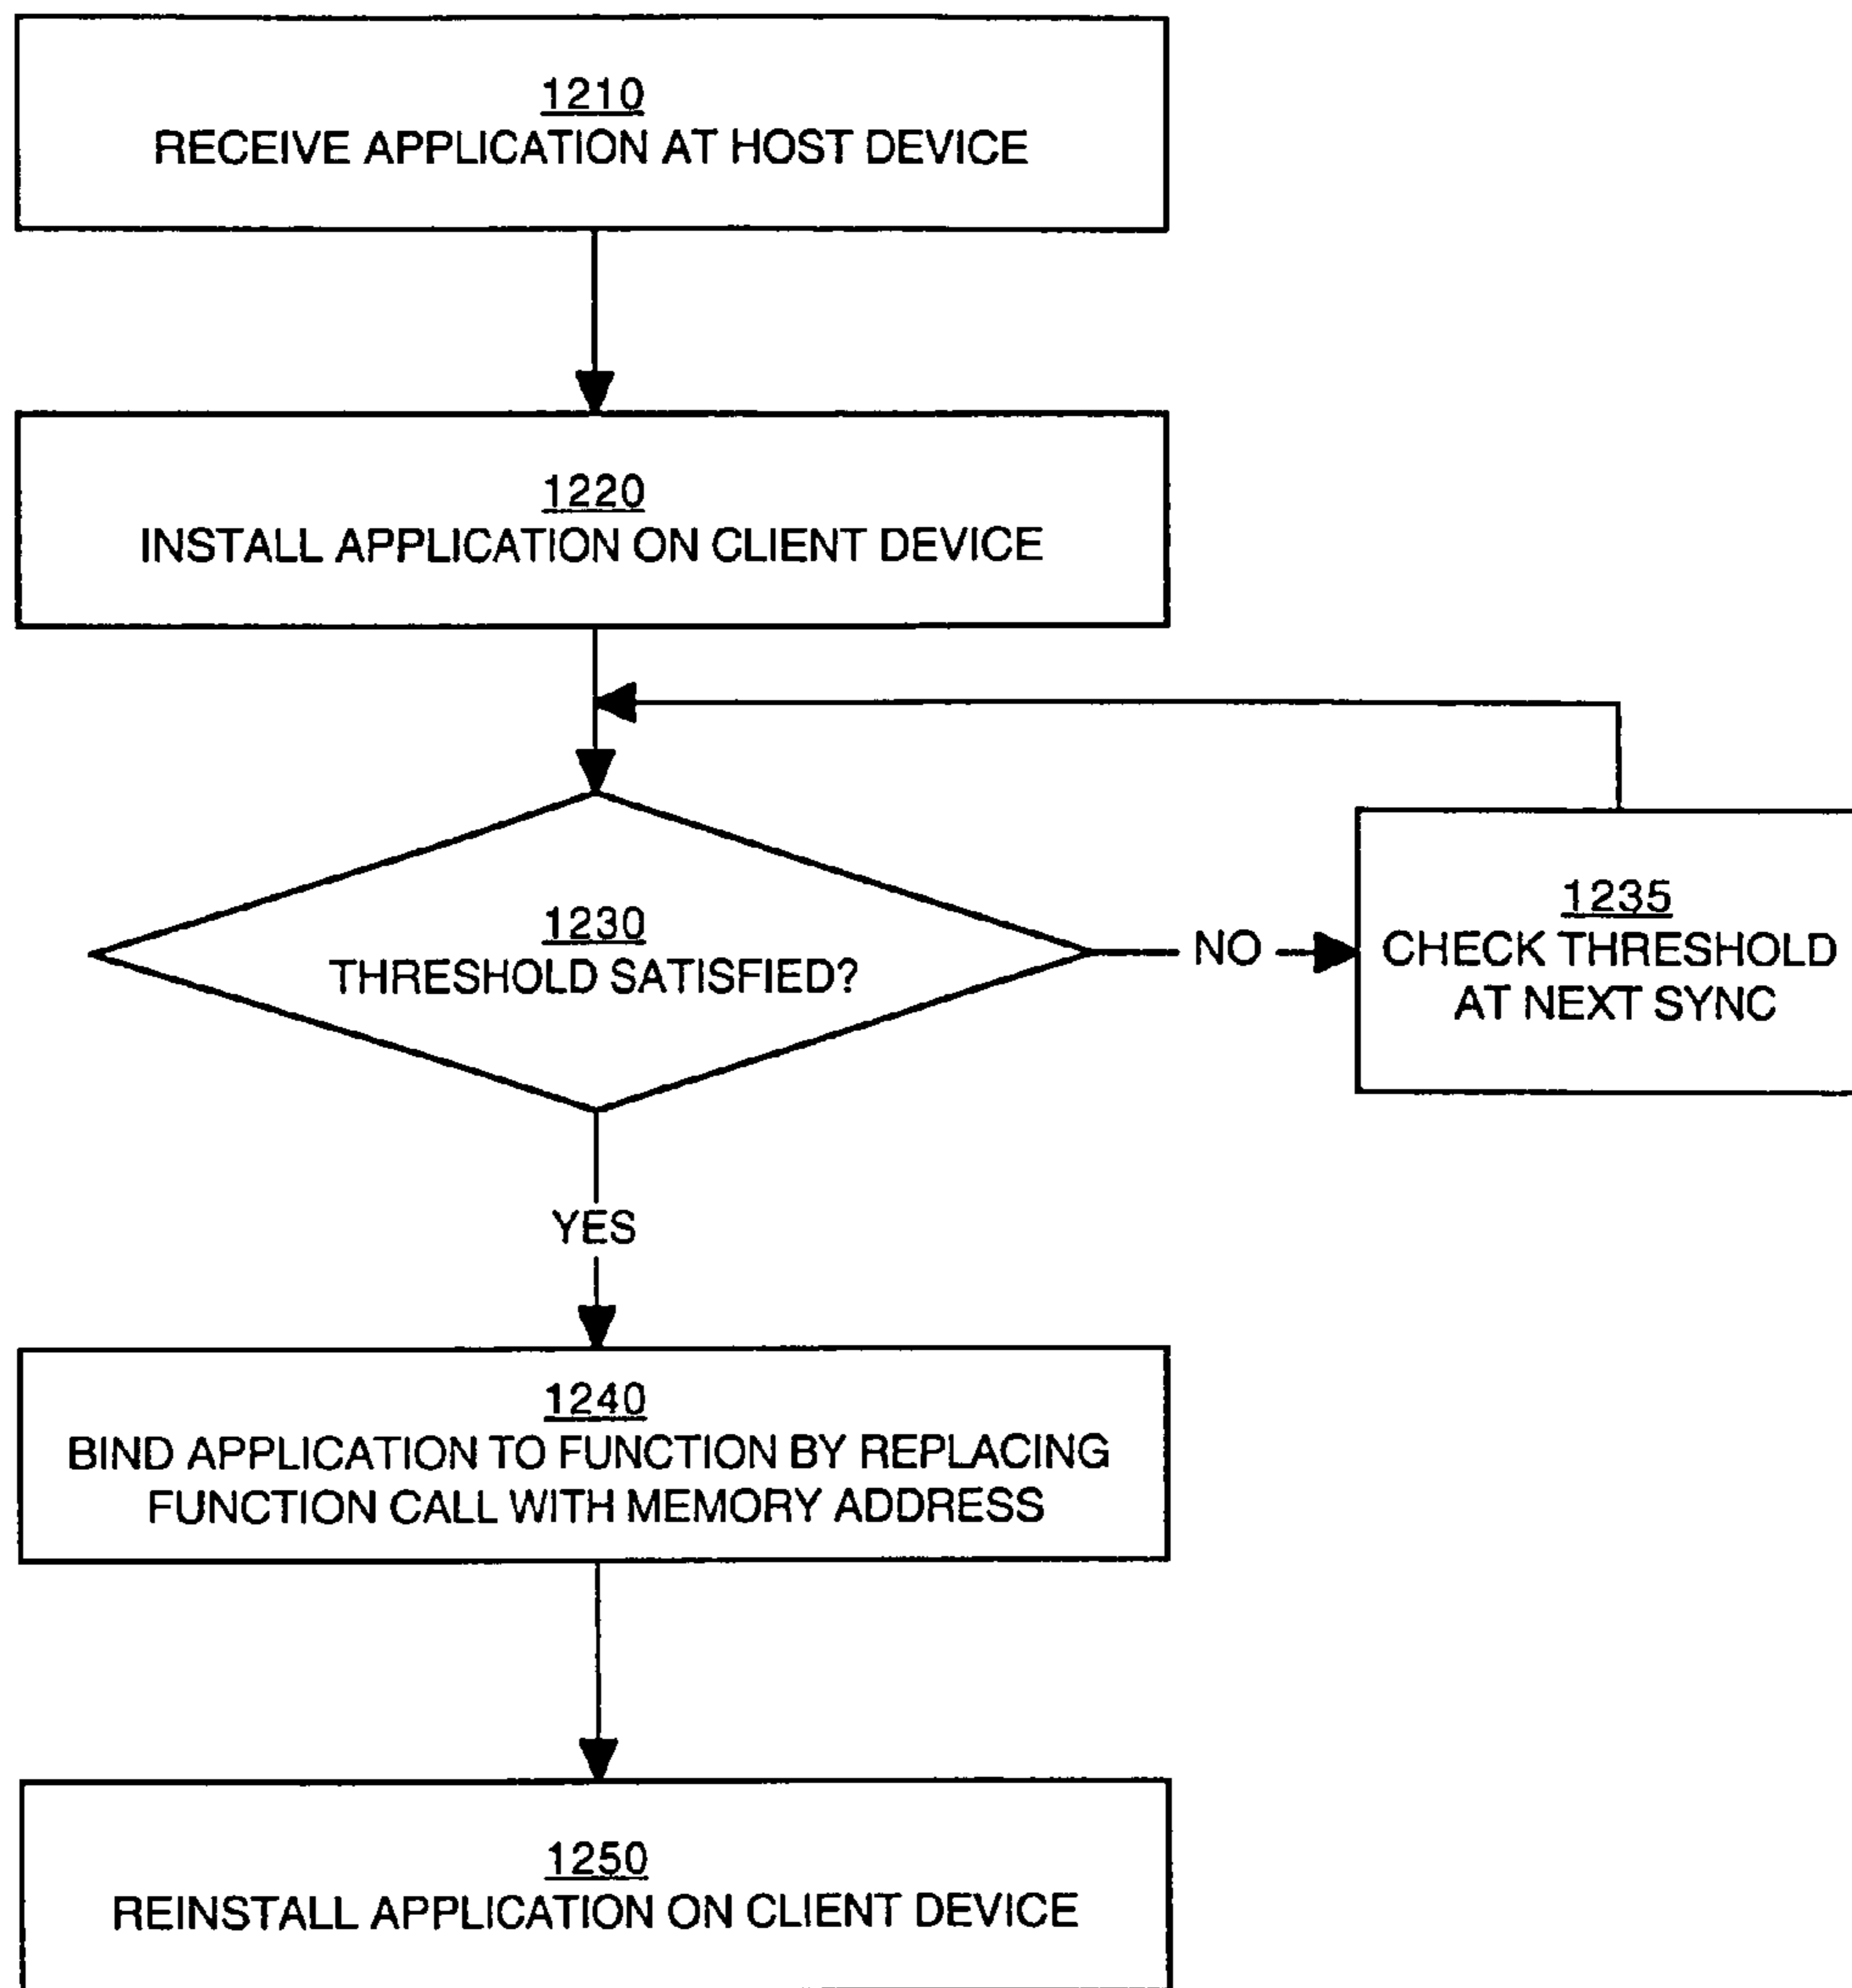 1210
RECEIVE APPLICATION AT HOST DEVICE
1220
INSTALL APPLICATION ON CLIENT DEVICE
1230
THRESHOLD SATISFIED?
NO
1235
CHECK THRESHOLD
AT NEXT SYNC
YES
1240
BIND APPLICATION TO FUNCTION BY REPLACING
FUNCTION CALL WITH MEMORY ADDRESS
1250
REINSTALL APPLICATION ON CLIENT DEVICE